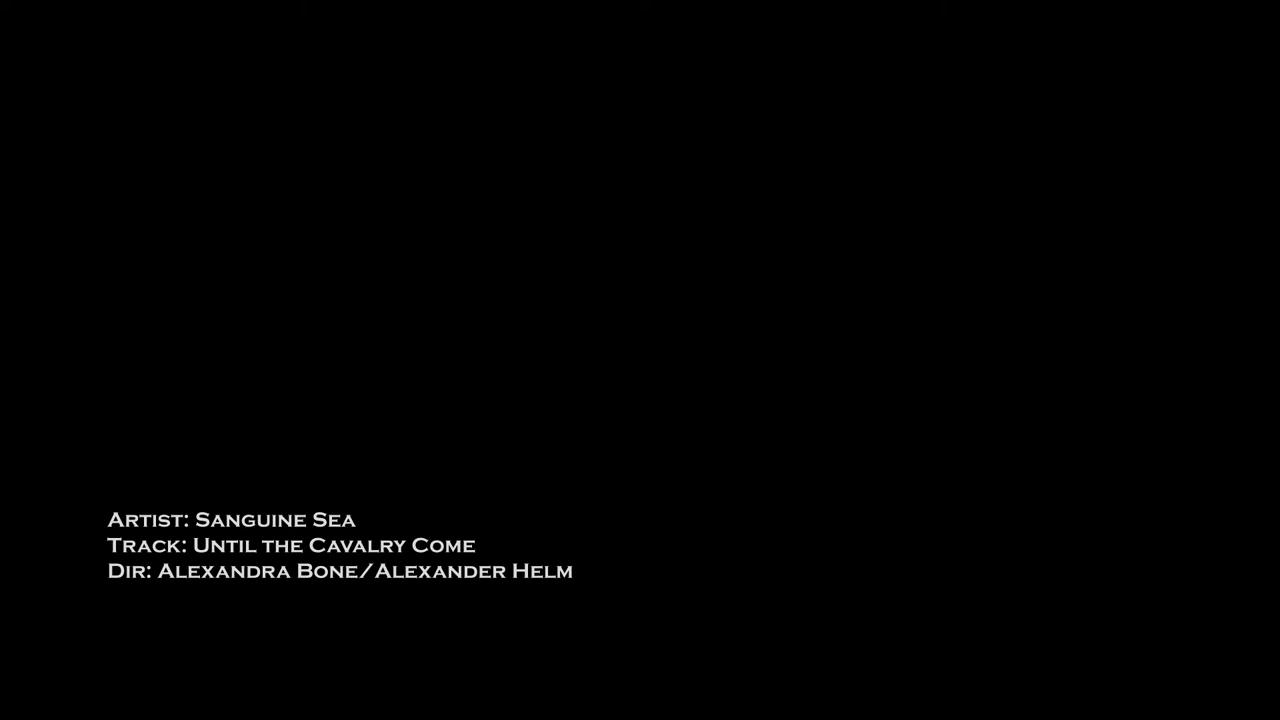 Artist: Sanguine Sea
Track: Until the Cavalry Come
Dir: Alexandra Bone/Alexander Helm